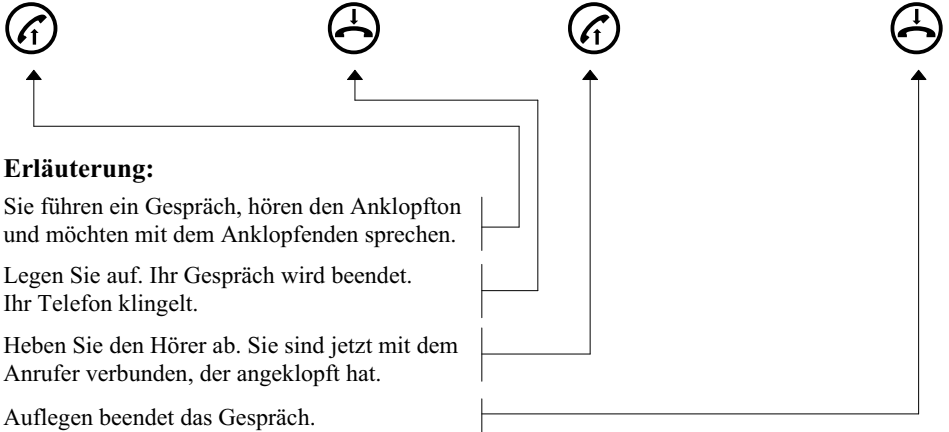 Erläuterung:
Sie führen ein Gespräch, hören den Anklopfton
und möchten mit dem Anklopfenden sprechen.
Legen Sie auf. Ihr Gespräch wird beendet.
Ihr Telefon klingelt.
Heben Sie den Hörer ab. Sie sind jetzt mit dem
Anrufer verbunden, der angeklopft hat.
Auflegen beendet das Gespräch.